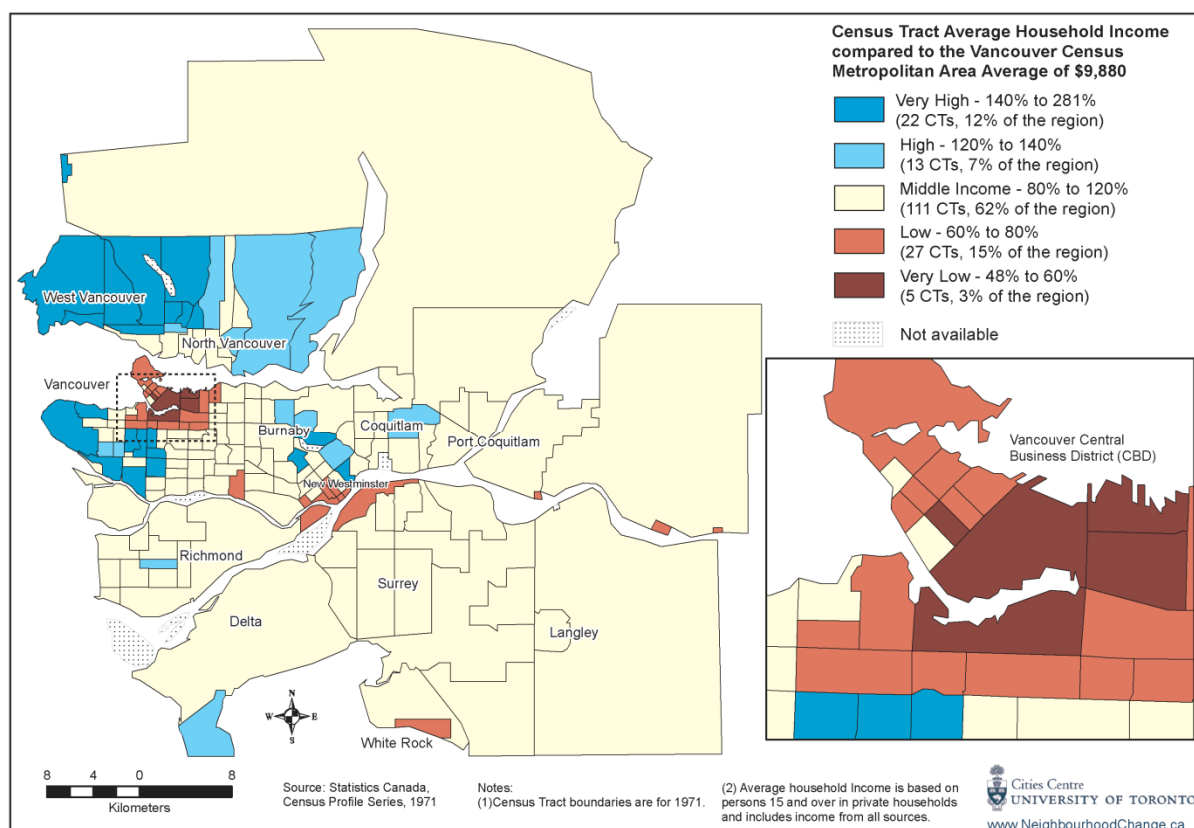 Census Tract Average Household Income
compared to the Vancouver Census
Metropolitan Area Average of $9,880
Very High - 140% to 281%
(22 CTs, 12% of the region)
High - 120% to 140%
(13 CTs, 7% of the region)
Middle Income - 80% to 120%
(111 CTs, 62% of the region)
Low - 60% to 80%
(27 CTs, 15% of the region)
Very Low - 48% to 60%
(5 CTs, 3% of the region)
Not available
West Vancouver
North Vancouver
Vancouver
Burnaby
Coquitlam
Port Coquitlam
New Westminster
Richmond
Surrey
Delta
Langley
White Rock
Vancouver Central
Business District (CBD)
N
W E
S
8 4 0 8
Kilometers
Source: Statistics Canada,
Census Profile Series, 1971
Notes:
(1)Census Tract boundaries are for 1971.
(2) Average household Income is based on
persons 15 and over in private households
and includes income from all sources.
Cities Centre
UNIVERSITY OF TORONTO
www.NeighbourhoodChange.ca